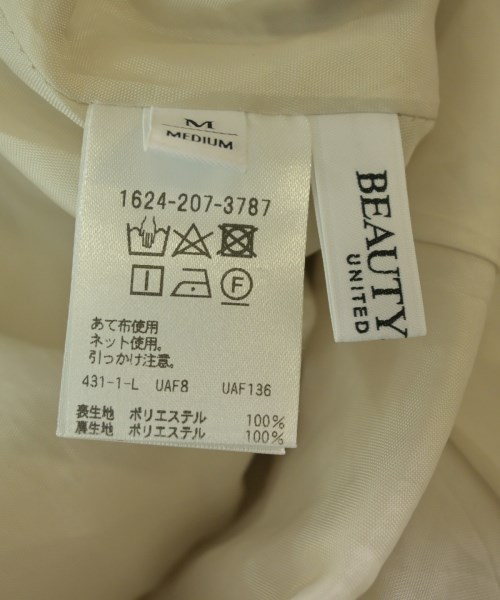 M
MEDIUM
1624-207-3787
F
あて布使用
ネット使用。
引っかけ注意。
431-1-L UAF8 UAF136
表生地 ポリエステル 100%
裏生地 ポリエステル 100%
BEAUTY
UNITED